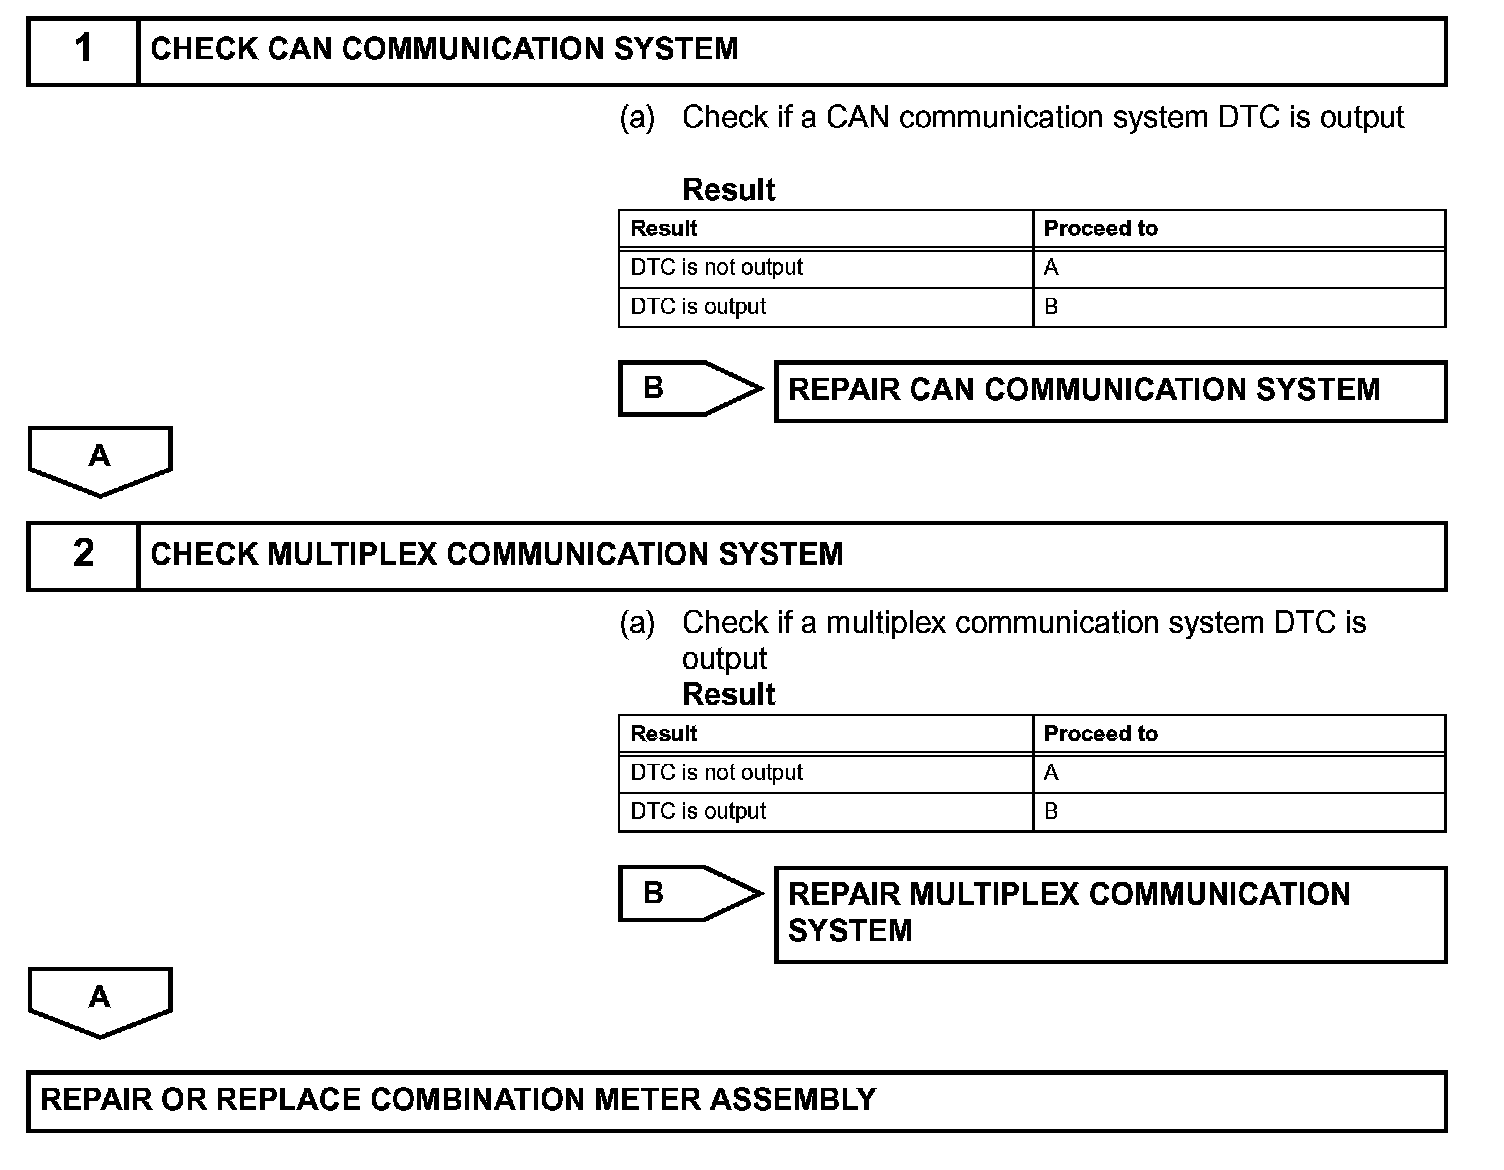 1 CHECK CAN COMMUNICATION SYSTEM
(a) Check if a CAN communication system DTC is output
Result
Result Proceed to
DTC is not output A
DTC is output B
B REPAIR CAN COMMUNICATION SYSTEM
A
2 CHECK MULTIPLEX COMMUNICATION SYSTEM
(a) Check if a multiplex communication system DTC is
output
Result
Result Proceed to
DTC is not output A
DTC is output B
B REPAIR MULTIPLEX COMMUNICATION
SYSTEM
A
REPAIR OR REPLACE COMBINATION METER ASSEMBLY